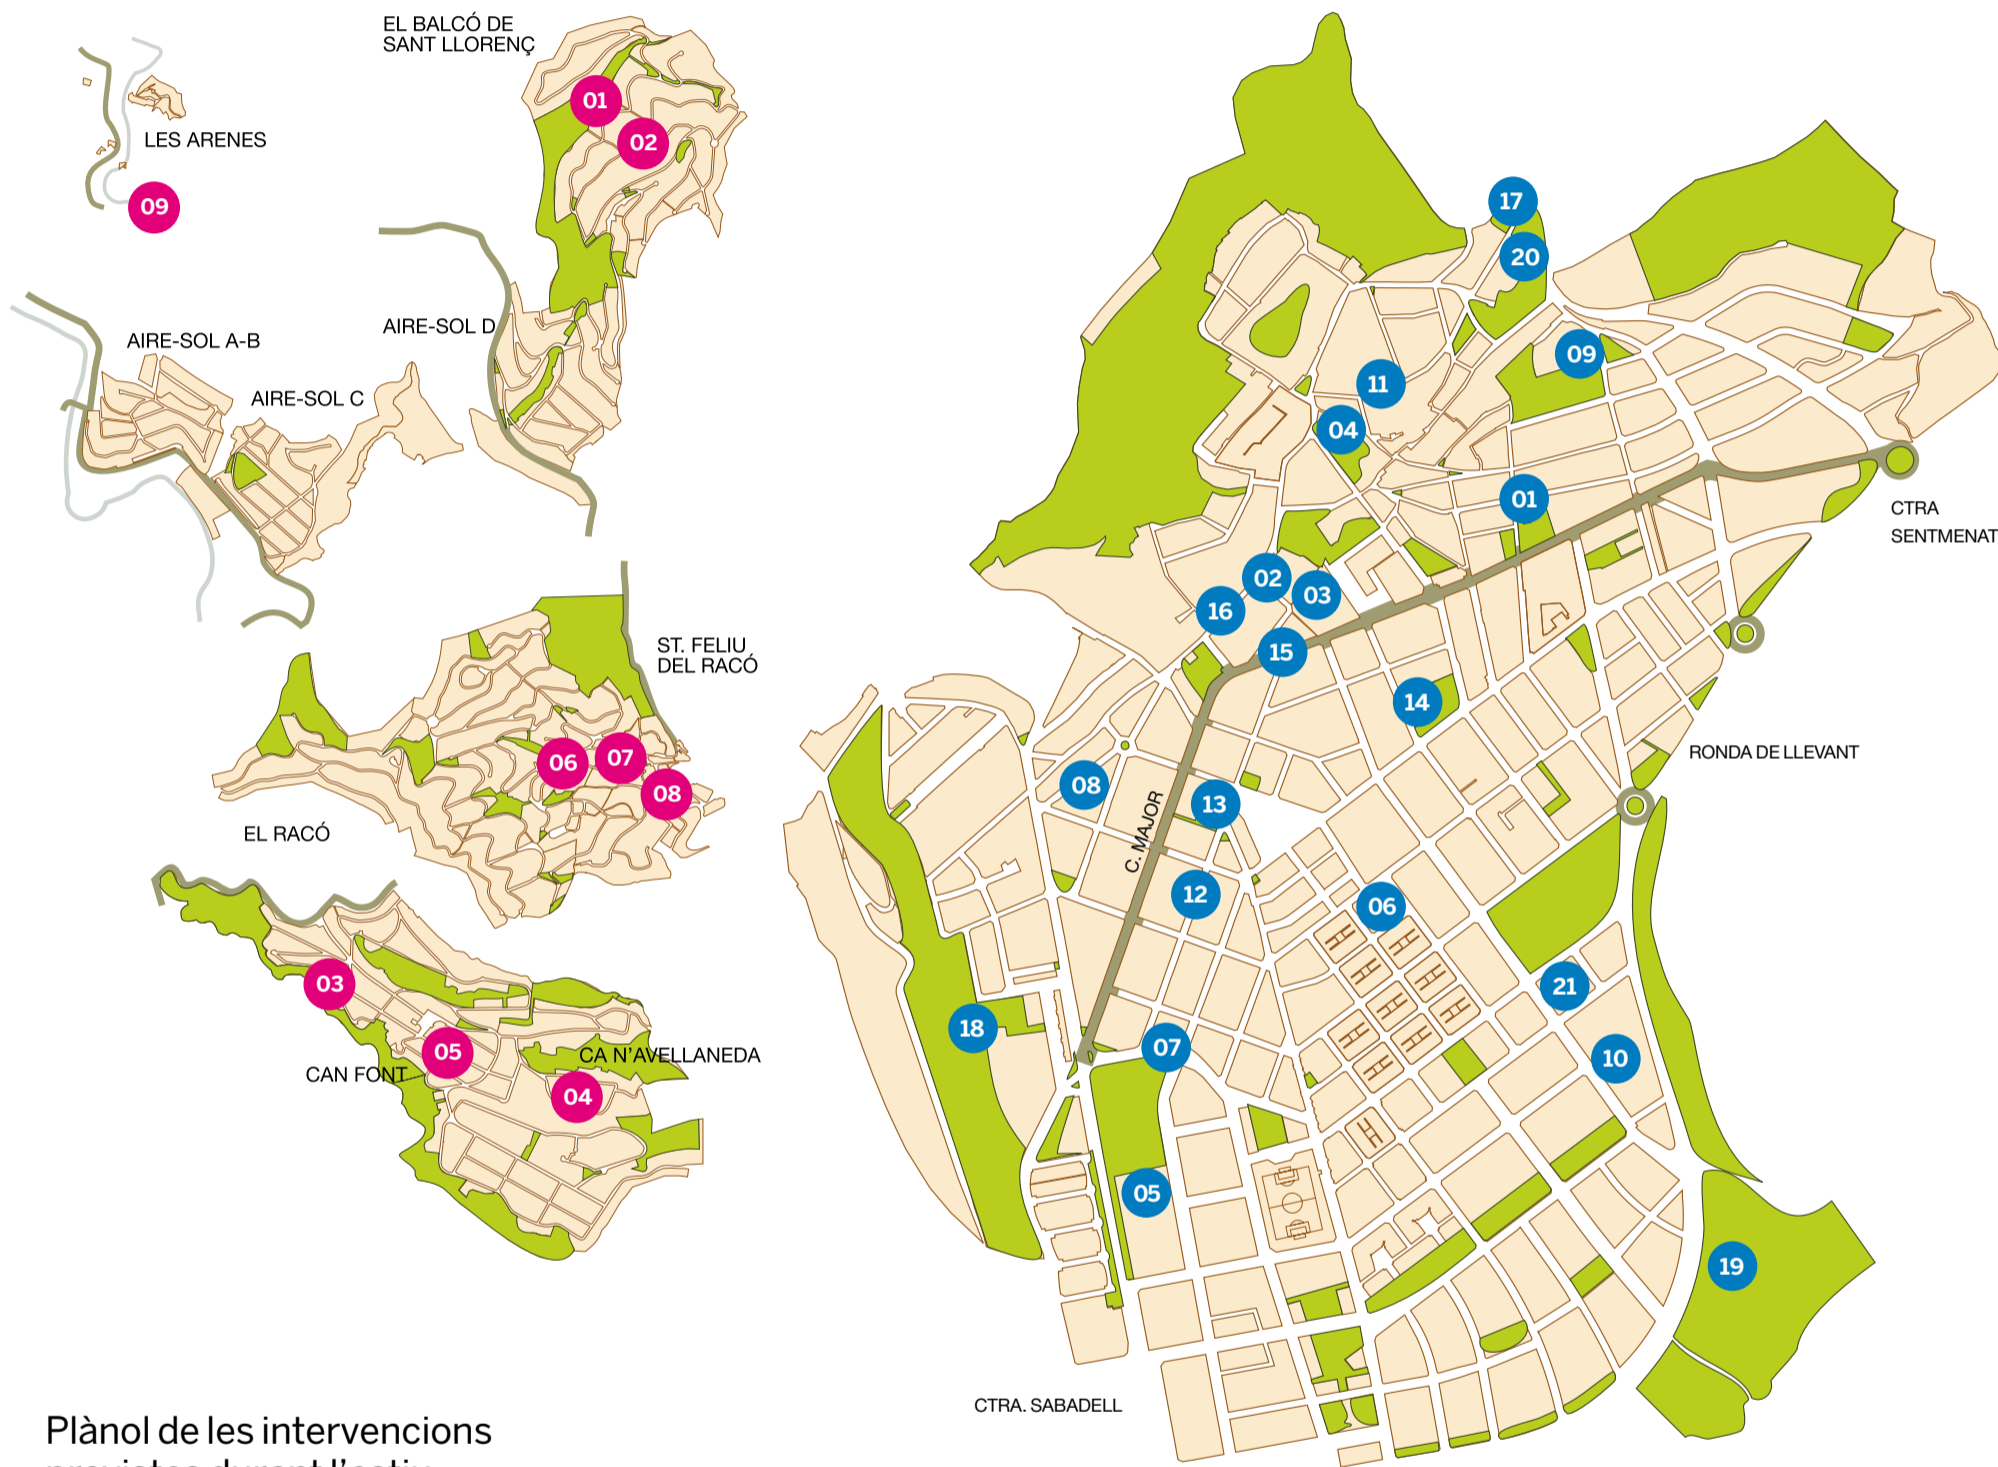 EL BALCÓ DE
SANT LLORENÇ
01
02
LES ARENES
09
AIRE-SOL D
AIRE-SOL A-B
AIRE-SOL C
ST. FELIU
DEL RACÓ
06
07
08
EL RACÓ
03
05
CAN FONT
CA N'AVELLANEDA
04
17
20
09
11
04
01
CTRA
SENTMENAT
02
03
16
15
14
RONDA DE LLEVANT
08
13
C. MAJOR
12
06
21
18
07
10
05
19
CTRA. SABADELL
Plànol de les intervencions
previstes durant l'estiu